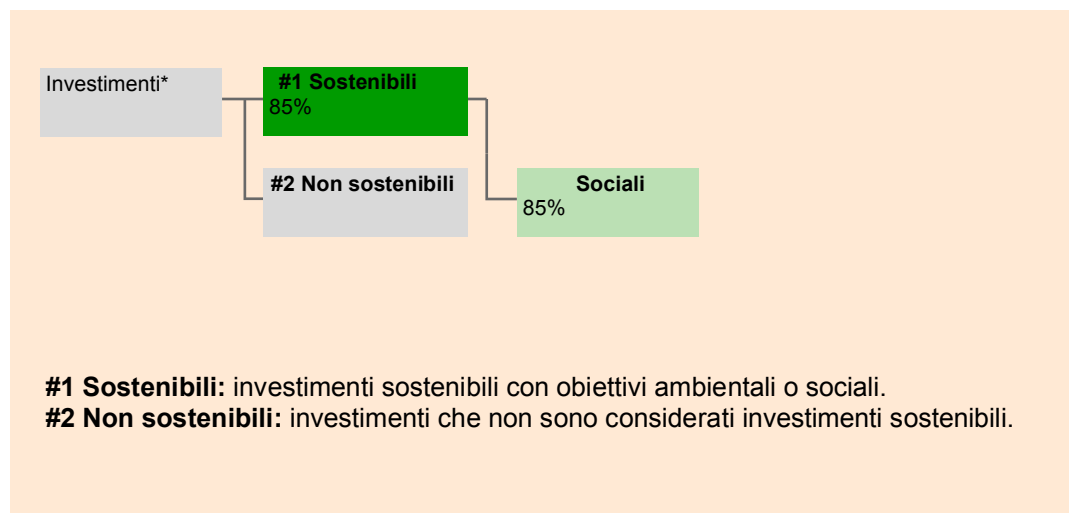 Investimenti*
#1 Sostenibili
85%
#2 Non sostenibili
Sociali
85%
#1 Sostenibili: investimenti sostenibili con obiettivi ambientali o sociali.
#2 Non sostenibili: investimenti che non sono considerati investimenti sostenibili.